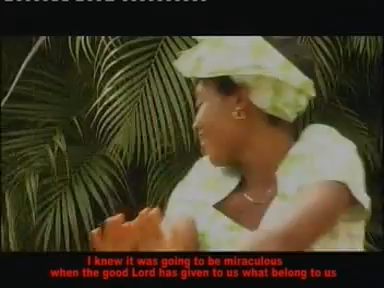 I knew it was going to be miraculous
when the good Lord has given to us what belong to us